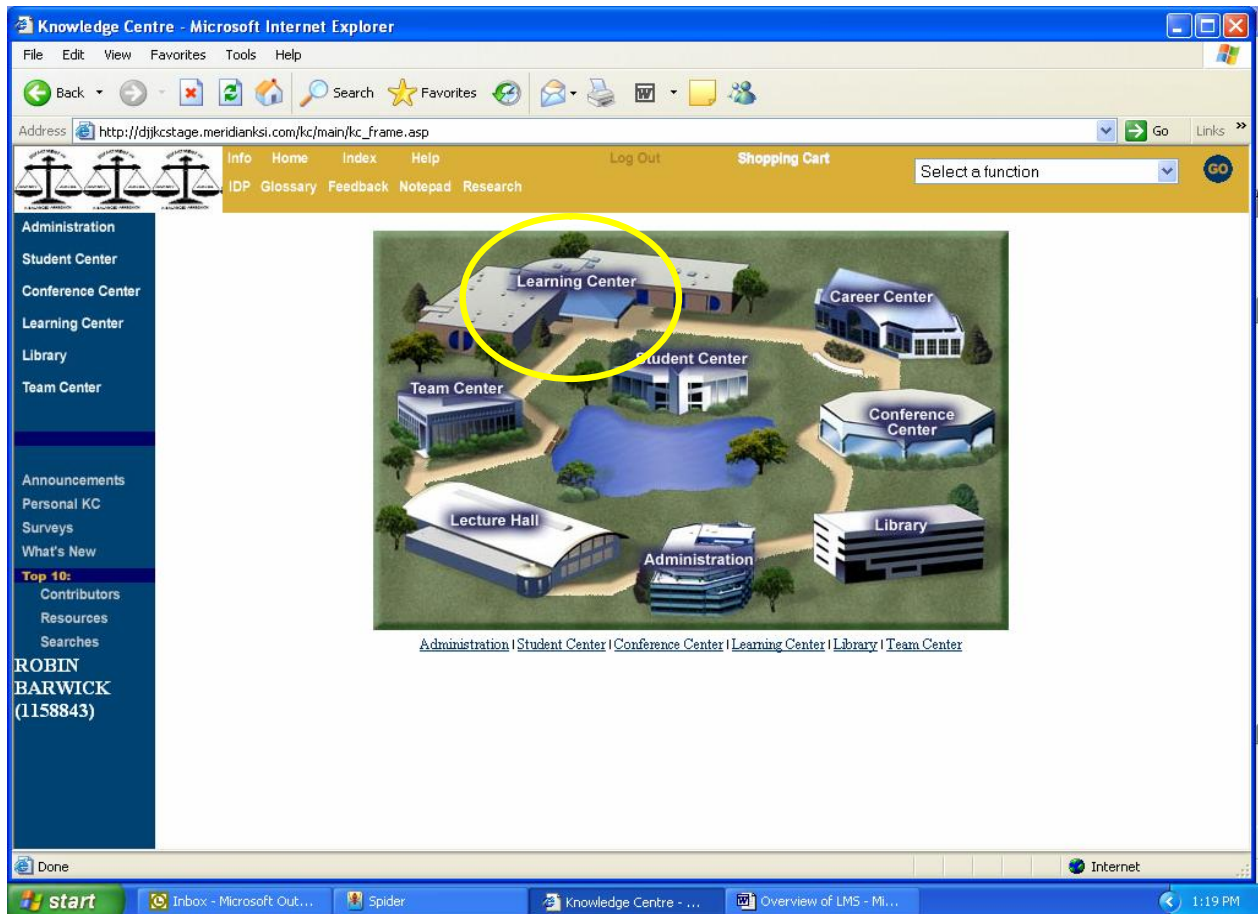 Knowledge Centre - Microsoft Internet Explorer
File Edit View Favorites Tools Help
Back Search Favorites
Address http://djjkcstage.meridianksi.com/kc/main/kc_frame.asp Go Links »
Info Home Index Help Log Out Shopping Cart
IDP Glossary Feedback Notepad Research
Select a function GO
Administration
Student Center
Conference Center
Learning Center
Library
Team Center
Announcements
Personal KC
Surveys
What's New
Top 10:
Contributors
Resources
Searches
ROBIN
BARWICK
(1158843)
Learning Center
Career Center
Student Center
Team Center
Conference
Center
Lecture Hall
Library
Administration
Administration | Student Center | Conference Center | Learning Center | Library | Team Center
Done Internet
start Inbox - Microsoft Out... Spider Knowledge Centre - ... Overview of LMS - Mi... 1:19 PM